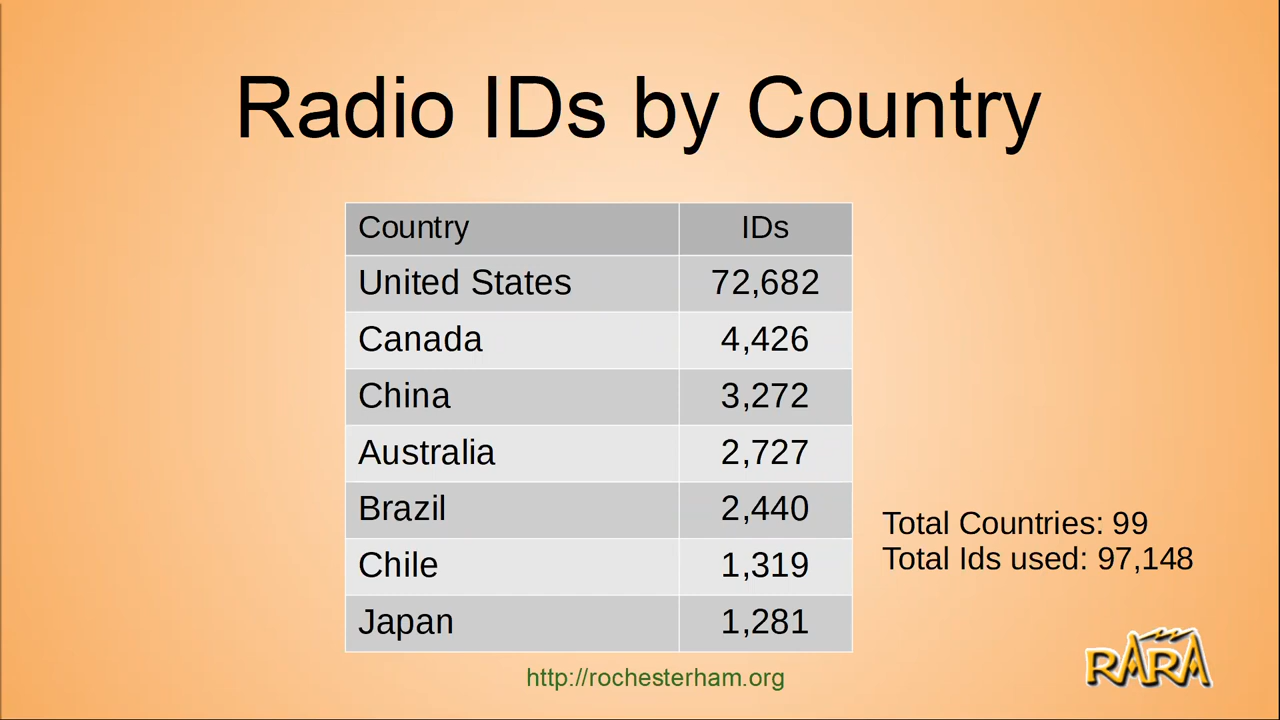 Radio IDs by Country
Country IDs
United States 72,682
Canada 4,426
China 3,272
Australia 2,727
Brazil 2,440
Chile 1,319
Japan 1,281
Total Countries: 99
Total Ids used: 97,148
http://rochesterham.org
RARA